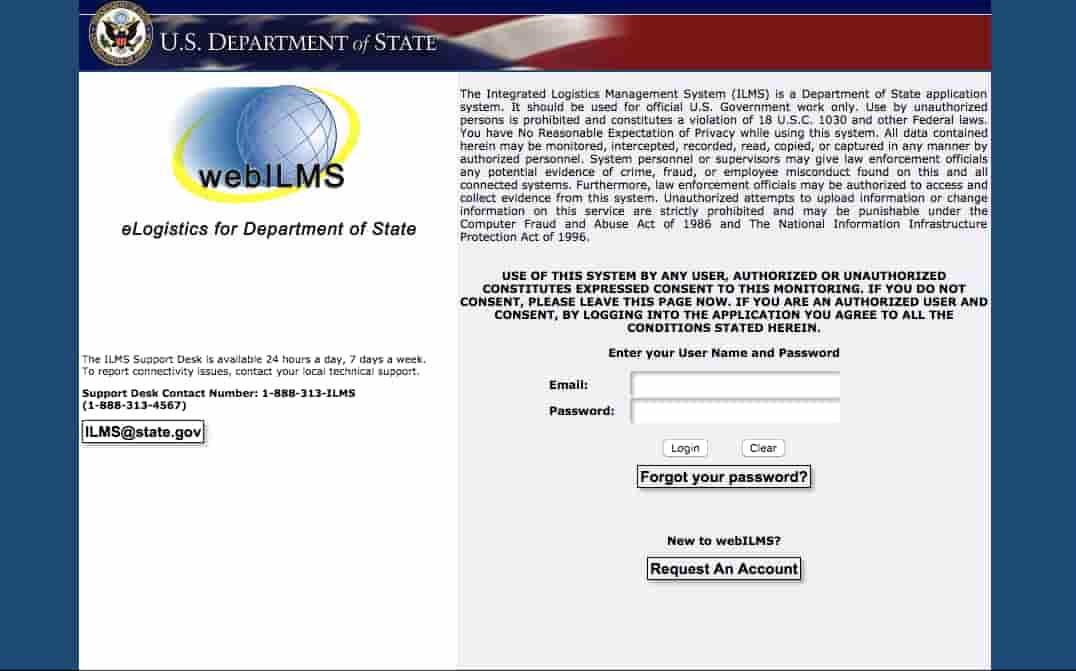 U.S. DEPARTMENT of STATE
webILMS
eLogistics for Department of State
The ILMS Support Desk is available 24 hours a day, 7 days a week.
To report connectivity issues, contact your local technical support.
Support Desk Contact Number: 1-888-313-ILMS
(1-888-313-4567)
ILMS@state.gov
The Integrated Logistics Management System (ILMS) is a Department of State application
system. It should be used for official U.S. Government work only. Use by unauthorized
persons is prohibited and constitutes a violation of 18 U.S.C. 1030 and other Federal laws.
You have No Reasonable Expectation of Privacy while using this system. All data contained
herein may be monitored, intercepted, recorded, read, copied, or captured in any manner by
authorized personnel. System personnel or supervisors may give law enforcement officials
any potential evidence of crime, fraud, or employee misconduct found on this and all
connected systems. Furthermore, law enforcement officials may be authorized to access and
collect evidence from this system. Unauthorized attempts to upload information or change
information on this service are strictly prohibited and may be punishable under the
Computer Fraud and Abuse Act of 1986 and The National Information Infrastructure
Protection Act of 1996.
USE OF THIS SYSTEM BY ANY USER, AUTHORIZED OR UNAUTHORIZED
CONSTITUTES EXPRESSED CONSENT TO THIS MONITORING. IF YOU DO NOT
CONSENT, PLEASE LEAVE THIS PAGE NOW. IF YOU ARE AN AUTHORIZED USER AND
CONSENT, BY LOGGING INTO THE APPLICATION YOU AGREE TO ALL THE
CONDITIONS STATED HEREIN.
Enter your User Name and Password
Email:
Password:
Login Clear
Forgot your password?
New to webILMS?
Request An Account